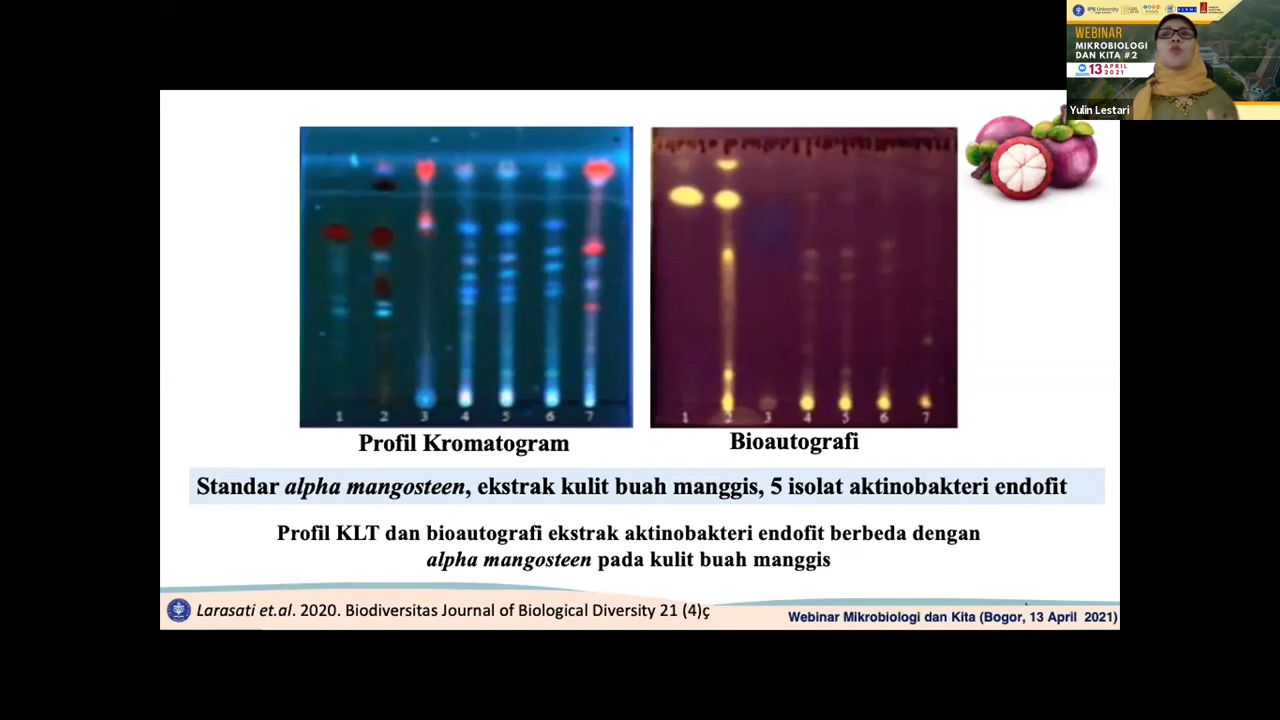 IPB University
WEBINAR
MIKROBIOLOGI
DAN KITA #2
zoom 13 APRIL 2021
Yulin Lestari
1 2 3 4 5 6 7
1 2 3 4 5 6 7
Profil Kromatogram
Bioautografi
Standar alpha mangosteen, ekstrak kulit buah manggis, 5 isolat aktinobakteri endofit
Profil KLT dan bioautografi ekstrak aktinobakteri endofit berbeda dengan
alpha mangosteen pada kulit buah manggis
Larasati et.al. 2020. Biodiversitas Journal of Biological Diversity 21 (4)ç
Webinar Mikrobiologi dan Kita (Bogor, 13 April 2021)